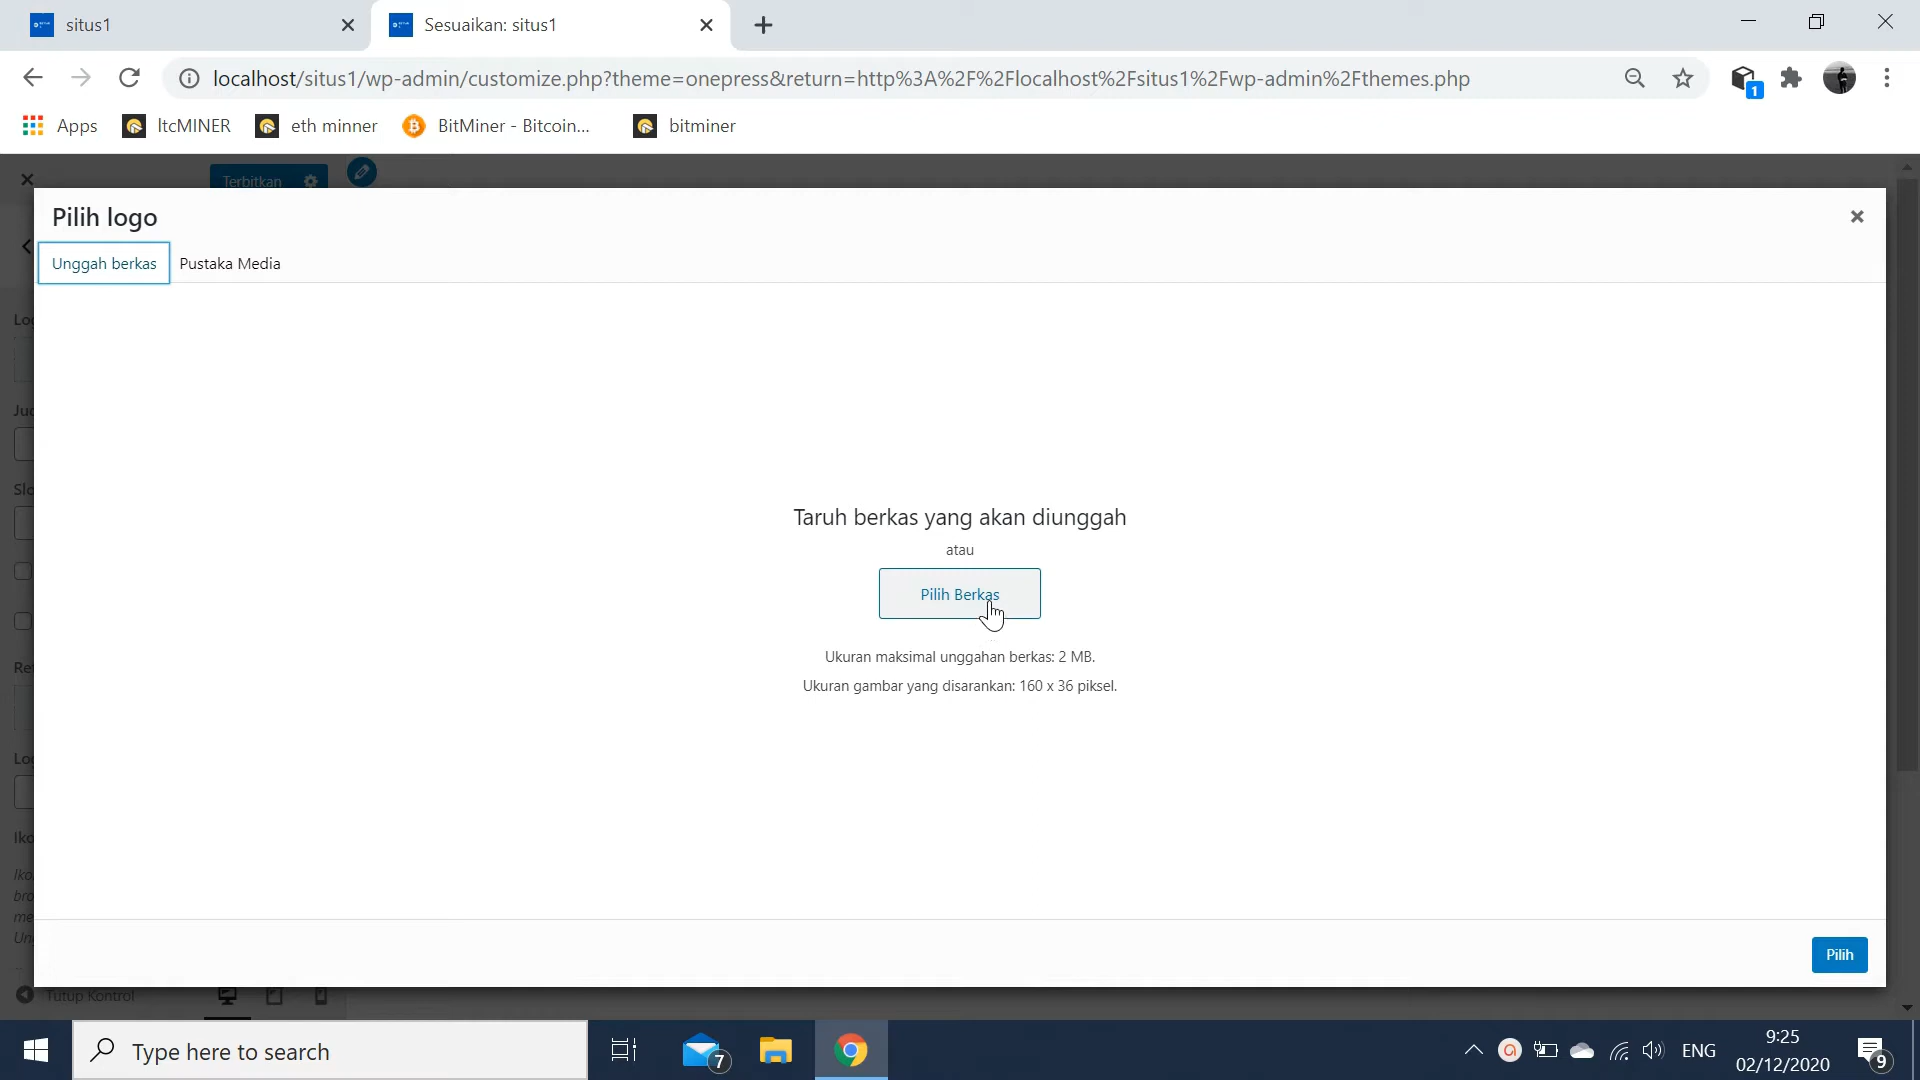 situs1
Sesuaikan: situs1
localhost/situs1/wp-admin/customize.php?theme=onepress&return=http%3A%2F%2Flocalhost%2Fsitus1%2Fwp-admin%2Fthemes.php
1
Apps
ltcMINER
eth minner
BitMiner - Bitcoin...
bitminer
Terbitkan
Pilih logo
Unggah berkas
Pustaka Media
Taruh berkas yang akan diunggah
atau
Pilih Berkas
Ukuran maksimal unggahan berkas: 2 MB.
Ukuran gambar yang disarankan: 160 x 36 piksel.
Pilih
Tutup Kontrol
Type here to search
7
ENG
9:25
02/12/2020
9